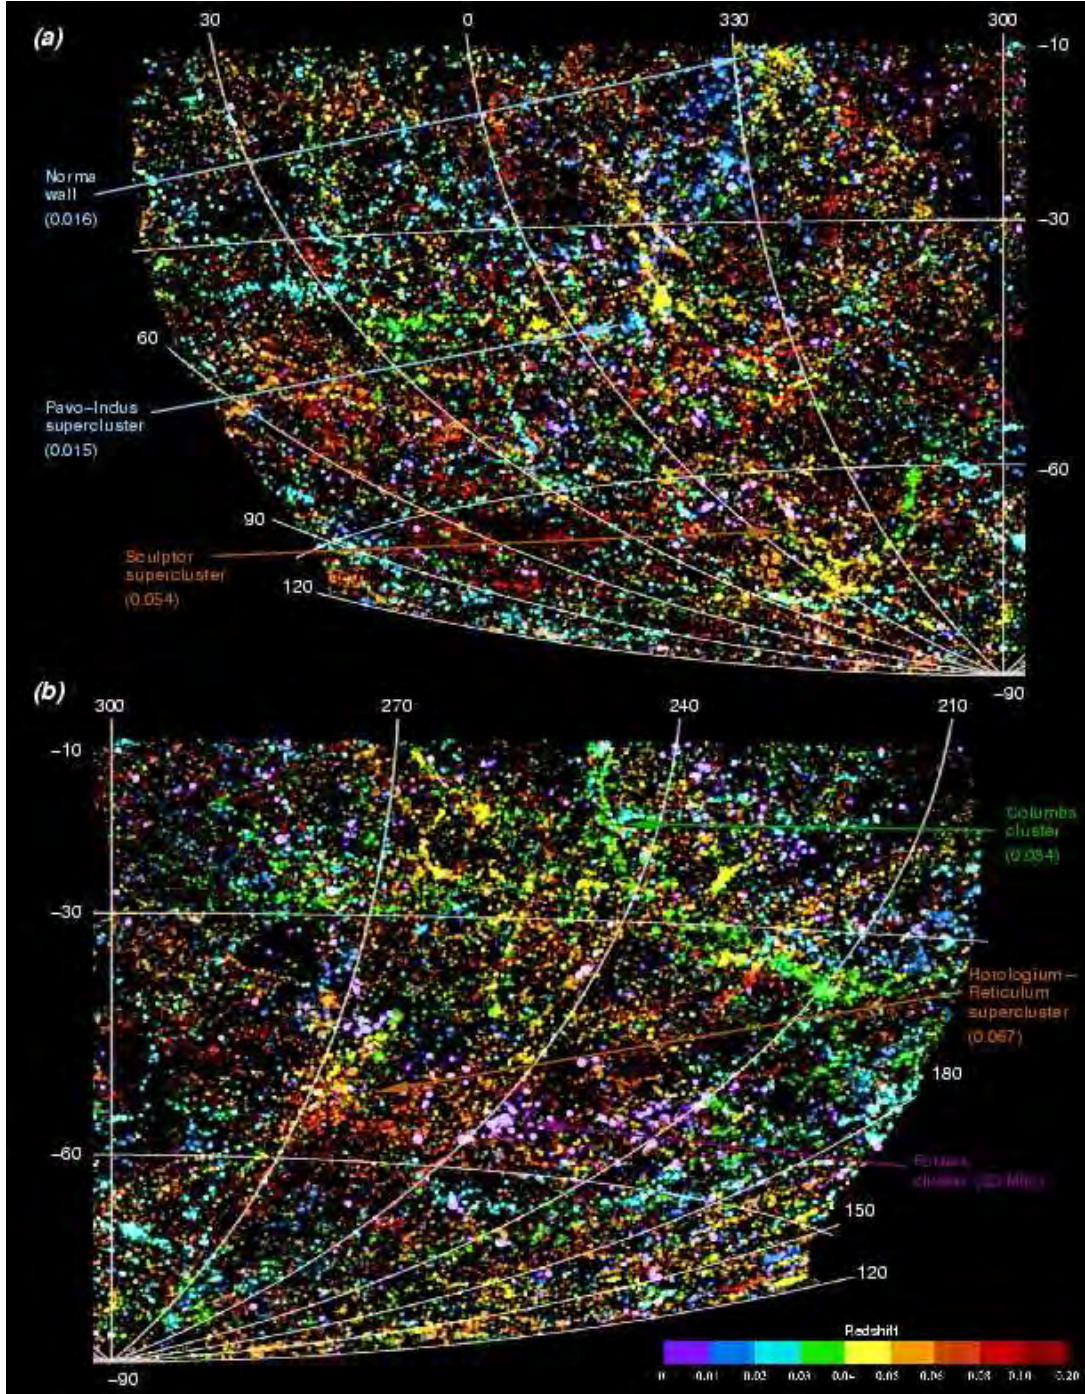 (a)
30 0 330 300
−10
Norma
wall
(0.016)
−30
60
Pavo−Indus
supercluster
(0.015)
−60
90
Sculptor
supercluster
(0.054)
120
−90
(b)
300 270 240 210
−10
Columba
cluster
(0.034)
−30
Horologium−
Reticulum
supercluster
(0.067)
180
−60
Fornax
cluster
150
120
−90
Redshift
0 0.01 0.02 0.03 0.04 0.05 0.06 0.08 0.10 0.20